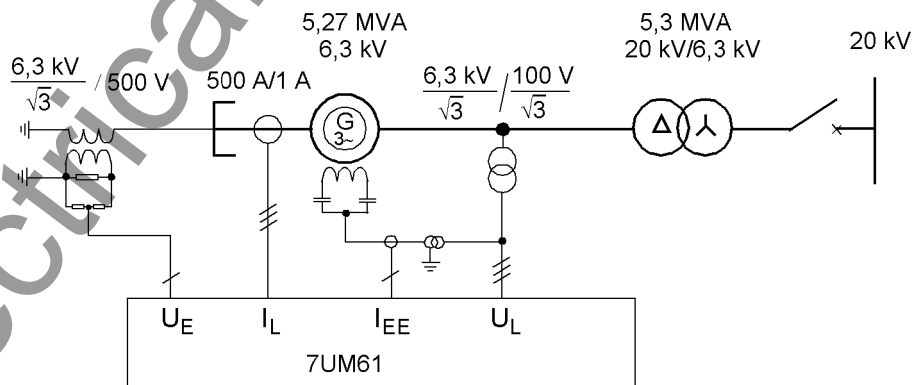 5,27 MVA
6,3 kV
5,3 MVA
20 kV/6,3 kV
20 kV
6,3 kV
√3
/ 500 V
500 A/1 A
6,3 kV
√3
/
100 V
√3
G
3~
Δ
U_E
I_L
I_EE
U_L
7UM61
ectrical